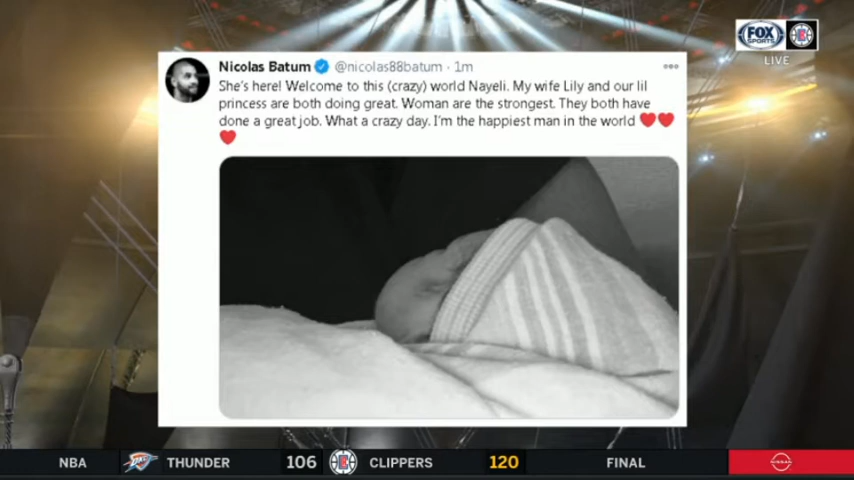 FOX
SPORTS
LIVE
Nicolas Batum @nicolas88batum · 1m
She's here! Welcome to this (crazy) world Nayeli. My wife Lily and our lil
princess are both doing great. Woman are the strongest. They both have
done a great job. What a crazy day. I'm the happiest man in the world ❤❤
❤
NBA THUNDER 106 CLIPPERS 120 FINAL NISSAN